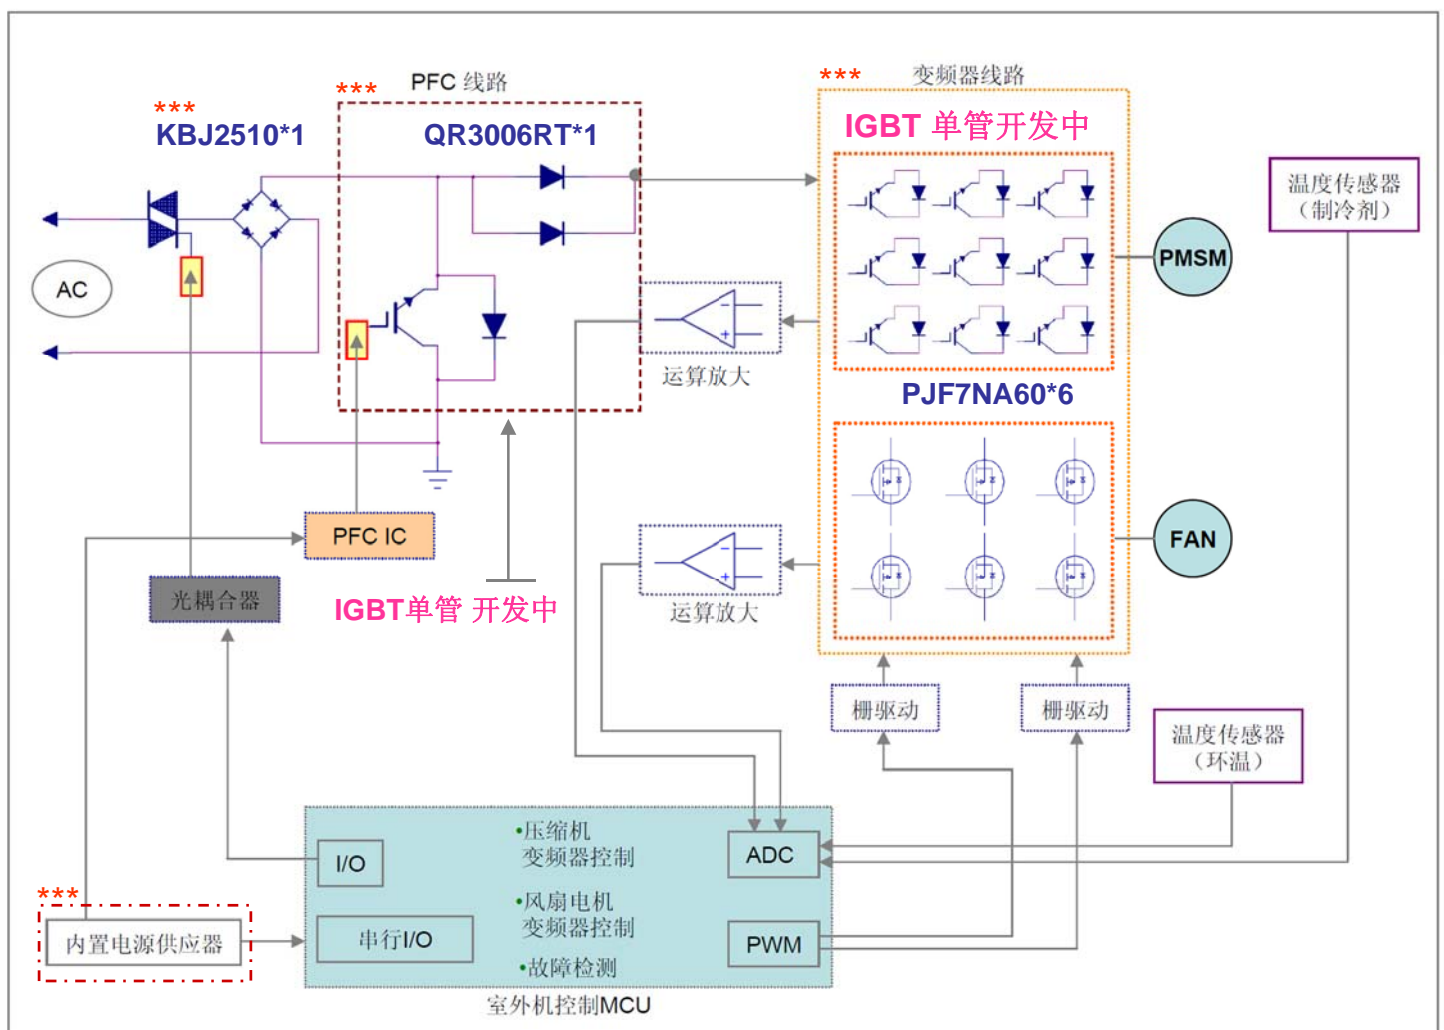 ***
PFC 线路
***
变频器线路
***
KBJ2510*1
QR3006RT*1
IGBT 单管开发中
温度传感器
（制冷剂）
AC
PMSM
运算放大
PJF7NA60*6
PFC IC
FAN
光耦合器
IGBT单管 开发中
运算放大
栅驱动
栅驱动
温度传感器
（环温）
•压缩机
变频器控制
I/O
ADC
***
•风扇电机
变频器控制
内置电源供应器
串行I/O
PWM
•故障检测
室外机控制MCU